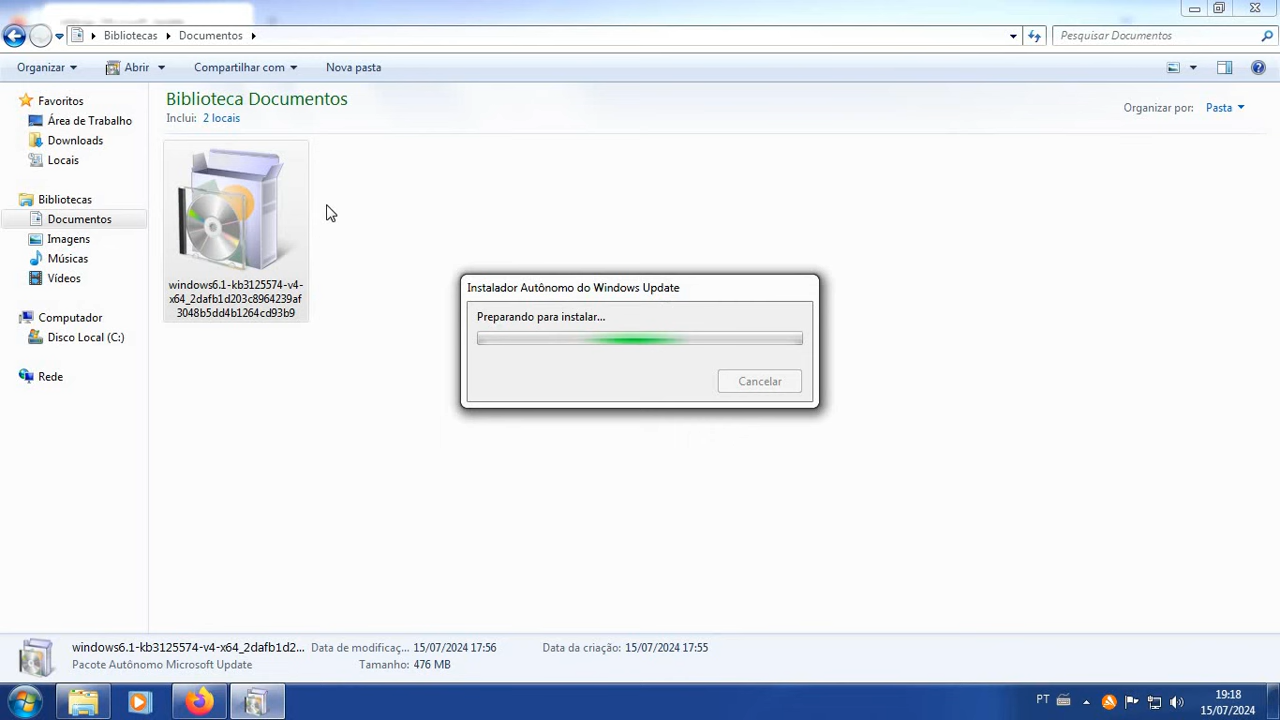 Bibliotecas Documentos
Pesquisar Documentos
Organizar Abrir Compartilhar com Nova pasta
Favoritos
Área de Trabalho
Downloads
Locais
Bibliotecas
Documentos
Imagens
Músicas
Vídeos
Computador
Disco Local (C:)
Rede
Biblioteca Documentos
Inclui: 2 locais
Organizar por: Pasta
windows6.1-kb3125574-v4-
x64_2dafb1d203c8964239af
3048b5dd4b1264cd93b9
Instalador Autônomo do Windows Update
Preparando para instalar...
Cancelar
windows6.1-kb3125574-v4-x64_2dafb1d2... Data de modificaç... 15/07/2024 17:56 Data da criação: 15/07/2024 17:55
Pacote Autônomo Microsoft Update Tamanho: 476 MB
PT
19:18
15/07/2024